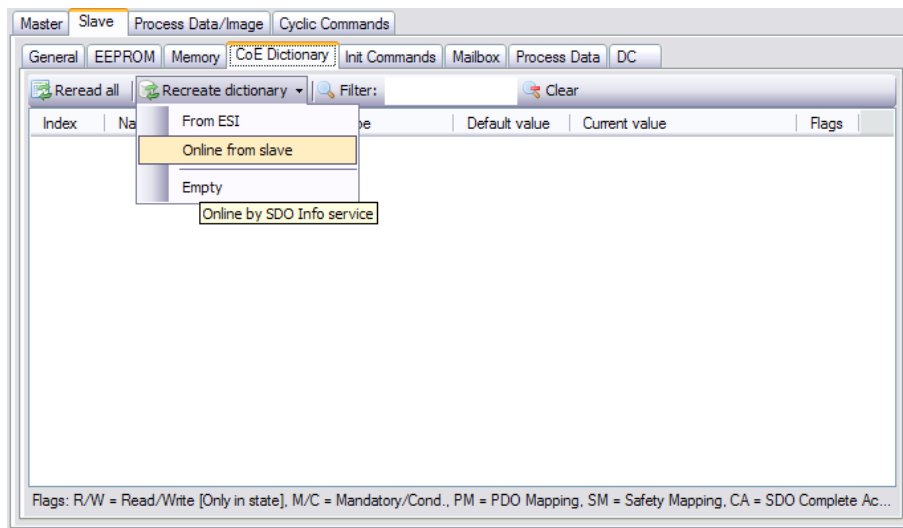 Master Slave Process Data/Image Cyclic Commands
General EEPROM Memory CoE Dictionary Init Commands Mailbox Process Data DC
Reread all Recreate dictionary Filter: Clear
Index Na pe Default value Current value Flags
From ESI
Online from slave
Empty
Online by SDO Info service
Flags: R/W = Read/Write [Only in state], M/C = Mandatory/Cond., PM = PDO Mapping, SM = Safety Mapping, CA = SDO Complete Ac...